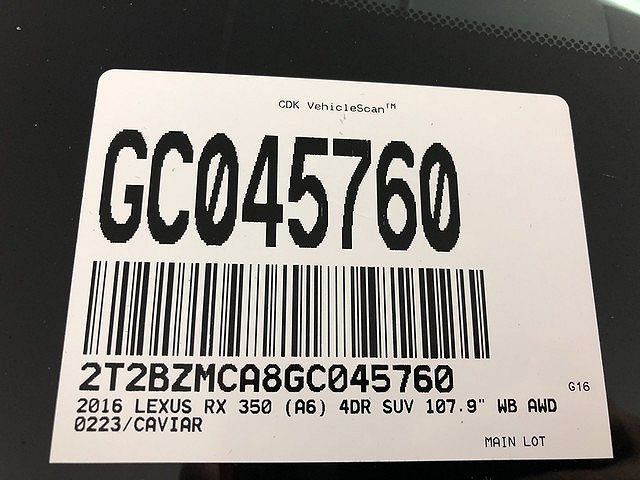 CDK VehicleScan™
GC045760
2T2BZMCA8GC045760
G16
2016 LEXUS RX 350 (A6) 4DR SUV 107.9" WB AWD
0223/CAVIAR
MAIN LOT